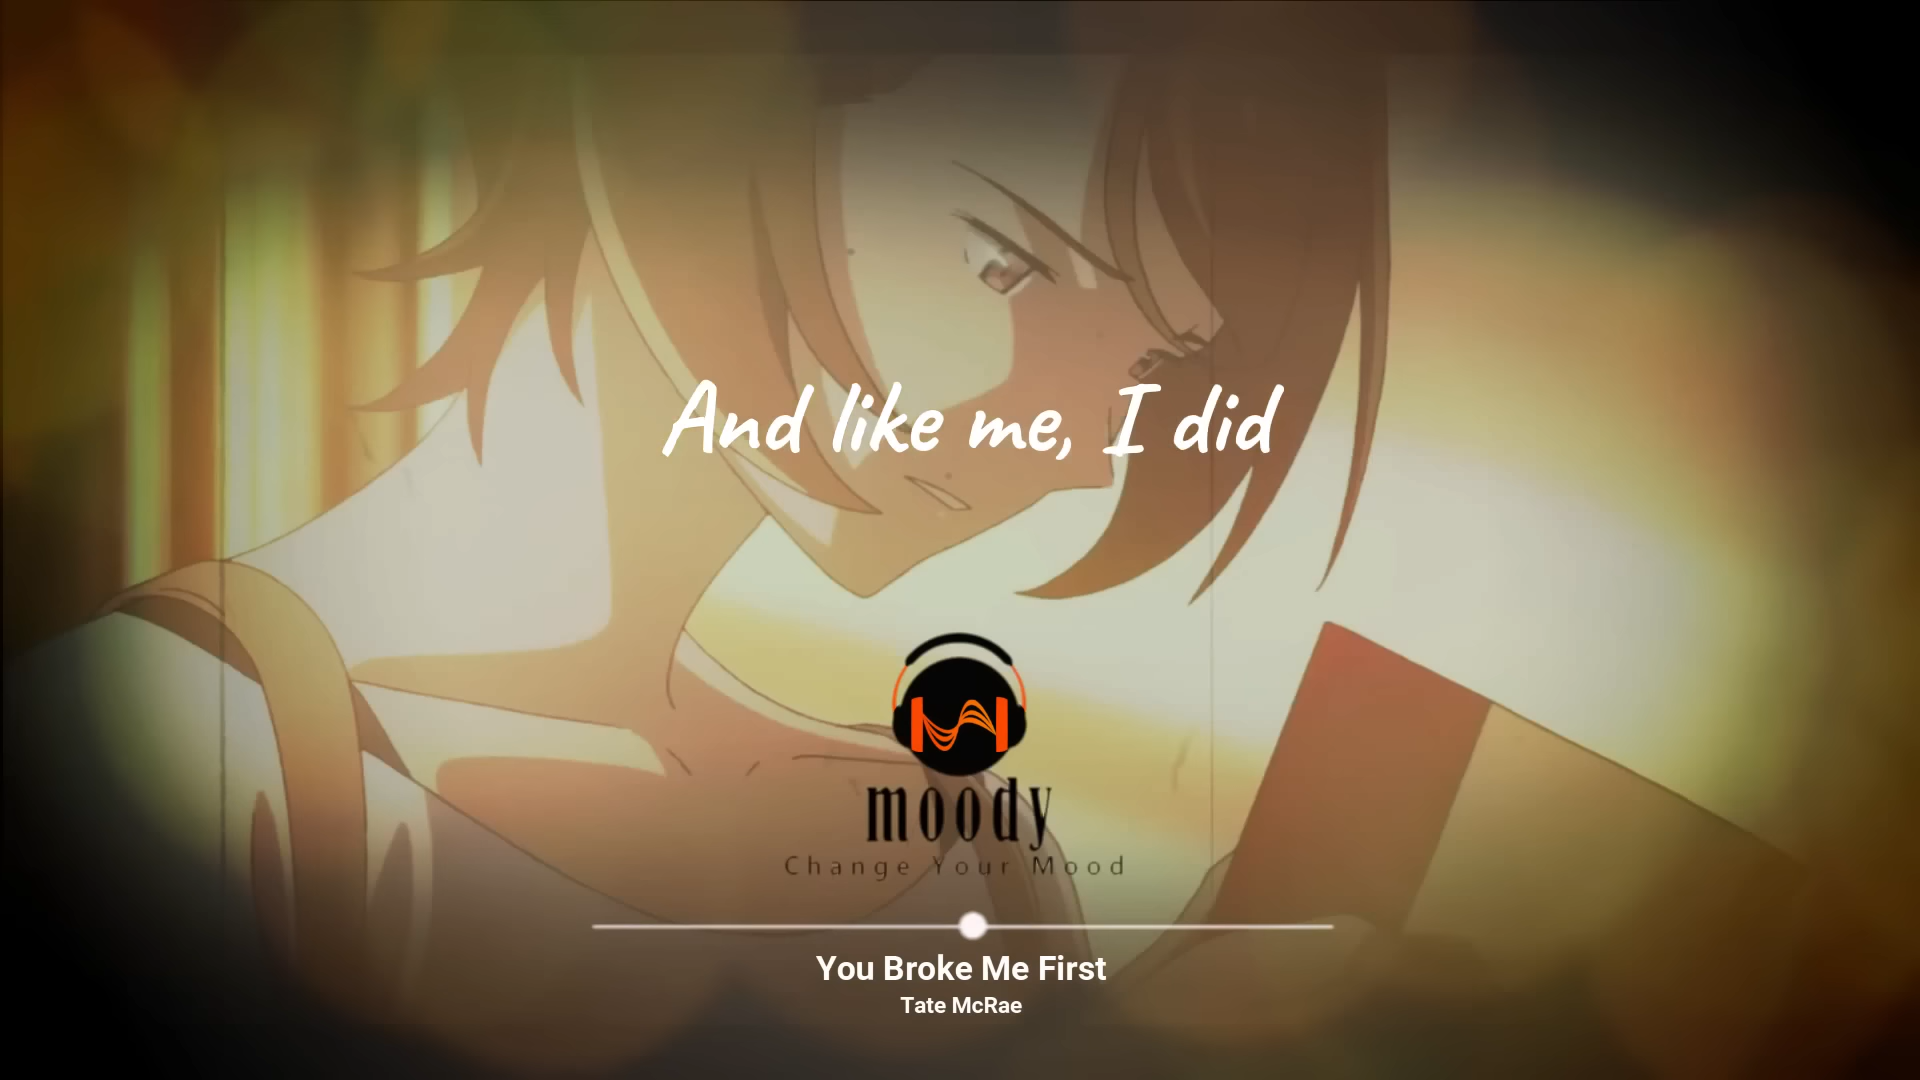 And like me, I did
moody
Change Your Mood
You Broke Me First
Tate McRae